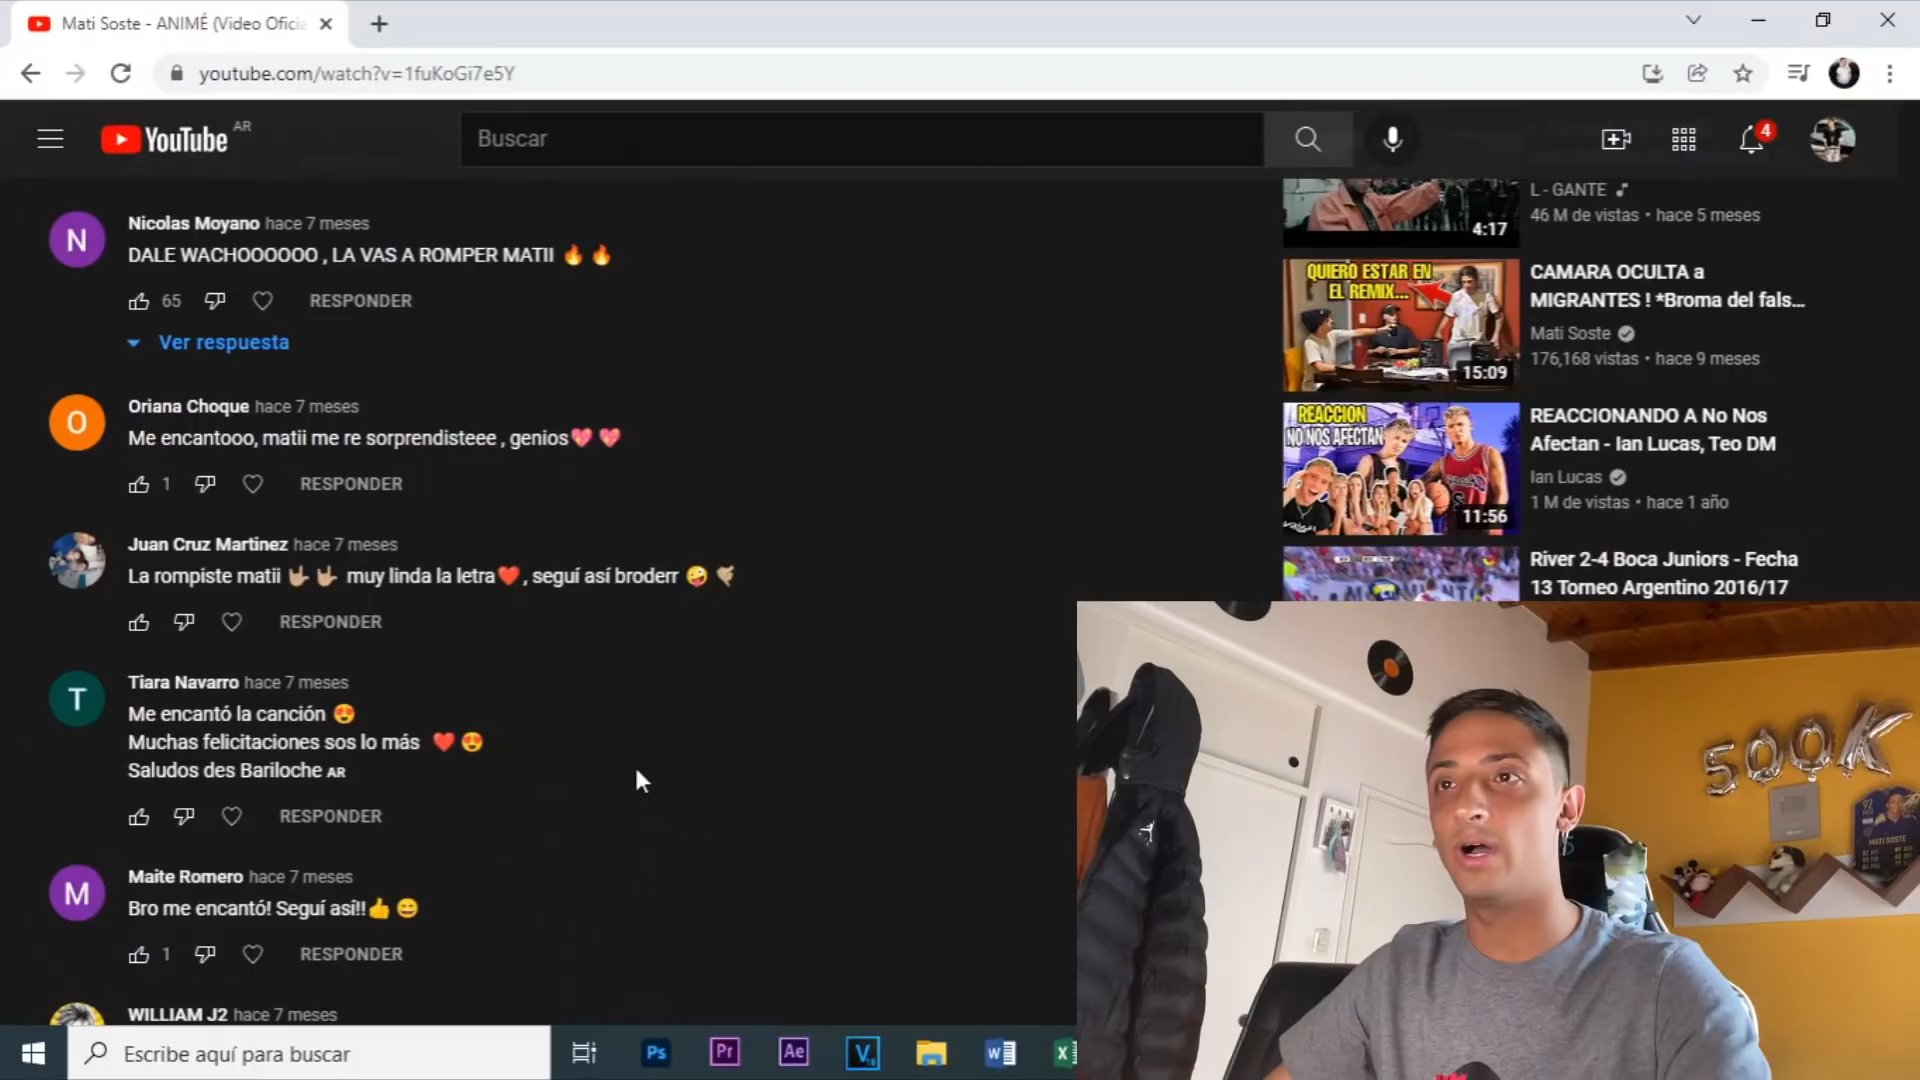 Mati Soste - ANIMÉ (Video Oficia
youtube.com/watch?v=1fuKoGi7e5Y
YouTube AR
Buscar
4
Nicolas Moyano hace 7 meses
DALE WACHOOOOOO , LA VAS A ROMPER MATII 🔥 🔥
65 RESPONDER
Ver respuesta
Oriana Choque hace 7 meses
Me encantooo, matii me re sorprendisteee , genios💖 💖
1 RESPONDER
Juan Cruz Martinez hace 7 meses
La rompiste matii 🤟🏼 🤟🏼 muy linda la letra❤️ , seguí así broderr 🤪
RESPONDER
Tiara Navarro hace 7 meses
Me encantó la canción 😍
Muchas felicitaciones sos lo más ❤️ 😍
Saludos des Bariloche AR
RESPONDER
Maite Romero hace 7 meses
Bro me encantó! Seguí así!!👍 😄
1 RESPONDER
WILLIAM J2 hace 7 meses
N
O
T
M
L - GANTE
46 M de vistas • hace 5 meses
4:17
QUIERO ESTAR EN
EL REMIX...
15:09
CAMARA OCULTA a
MIGRANTES ! *Broma del fals...
Mati Soste
176,168 vistas • hace 9 meses
REACCION
NO NOS AFECTAN
11:56
REACCIONANDO A No Nos
Afectan - Ian Lucas, Teo DM
Ian Lucas
1 M de vistas • hace 1 año
River 2-4 Boca Juniors - Fecha
13 Torneo Argentino 2016/17
500K
92
MATI SOSTE
Escribe aquí para buscar
Ps
Pr
Ae
V
W
X